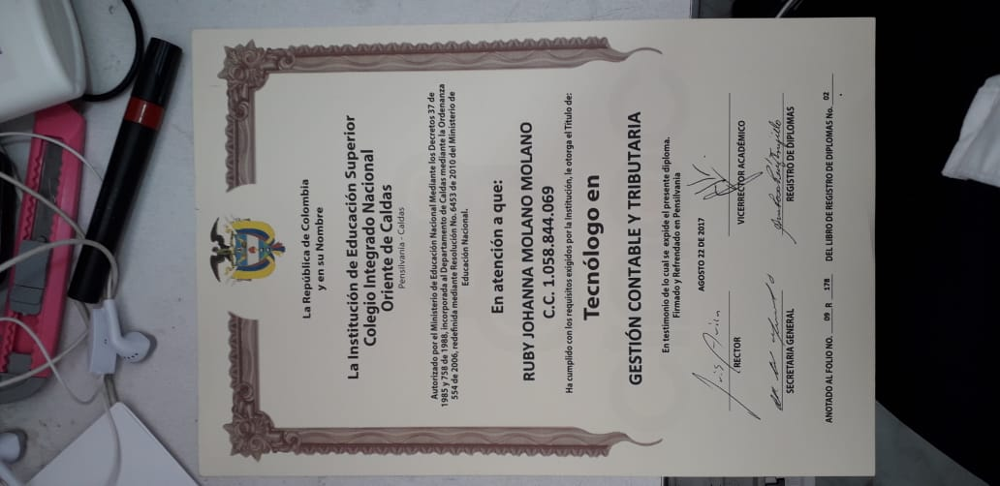 La República de Colombia
y en su Nombre
La Institución de Educación Superior
Colegio Integrado Nacional
Oriente de Caldas
Pensilvania - Caldas
Autorizado por el Ministerio de Educación Nacional Mediante los Decretos 37 de
1985 y 758 de 1988, incorporada al Departamento de Caldas mediante la Ordenanza
554 de 2006, redefinida mediante Resolución No. 6453 de 2010 del Ministerio de
Educación Nacional.
En atención a que:
RUBY JOHANNA MOLANO MOLANO
C.C. 1.058.844.069
Ha cumplido con los requisitos exigidos por la Institución, le otorga el Título de:
Tecnólogo en
GESTIÓN CONTABLE Y TRIBUTARIA
En testimonio de lo cual se expide el presente diploma.
Firmado y Refrendado en Pensilvania
AGOSTO 22 DE 2017
RECTOR VICERRECTOR ACADÉMICO
SECRETARIA GENERAL REGISTRO DE DIPLOMAS
ANOTADO AL FOLIO NO. 09 R 178 DEL LIBRO DE REGISTRO DE DIPLOMAS No. 02